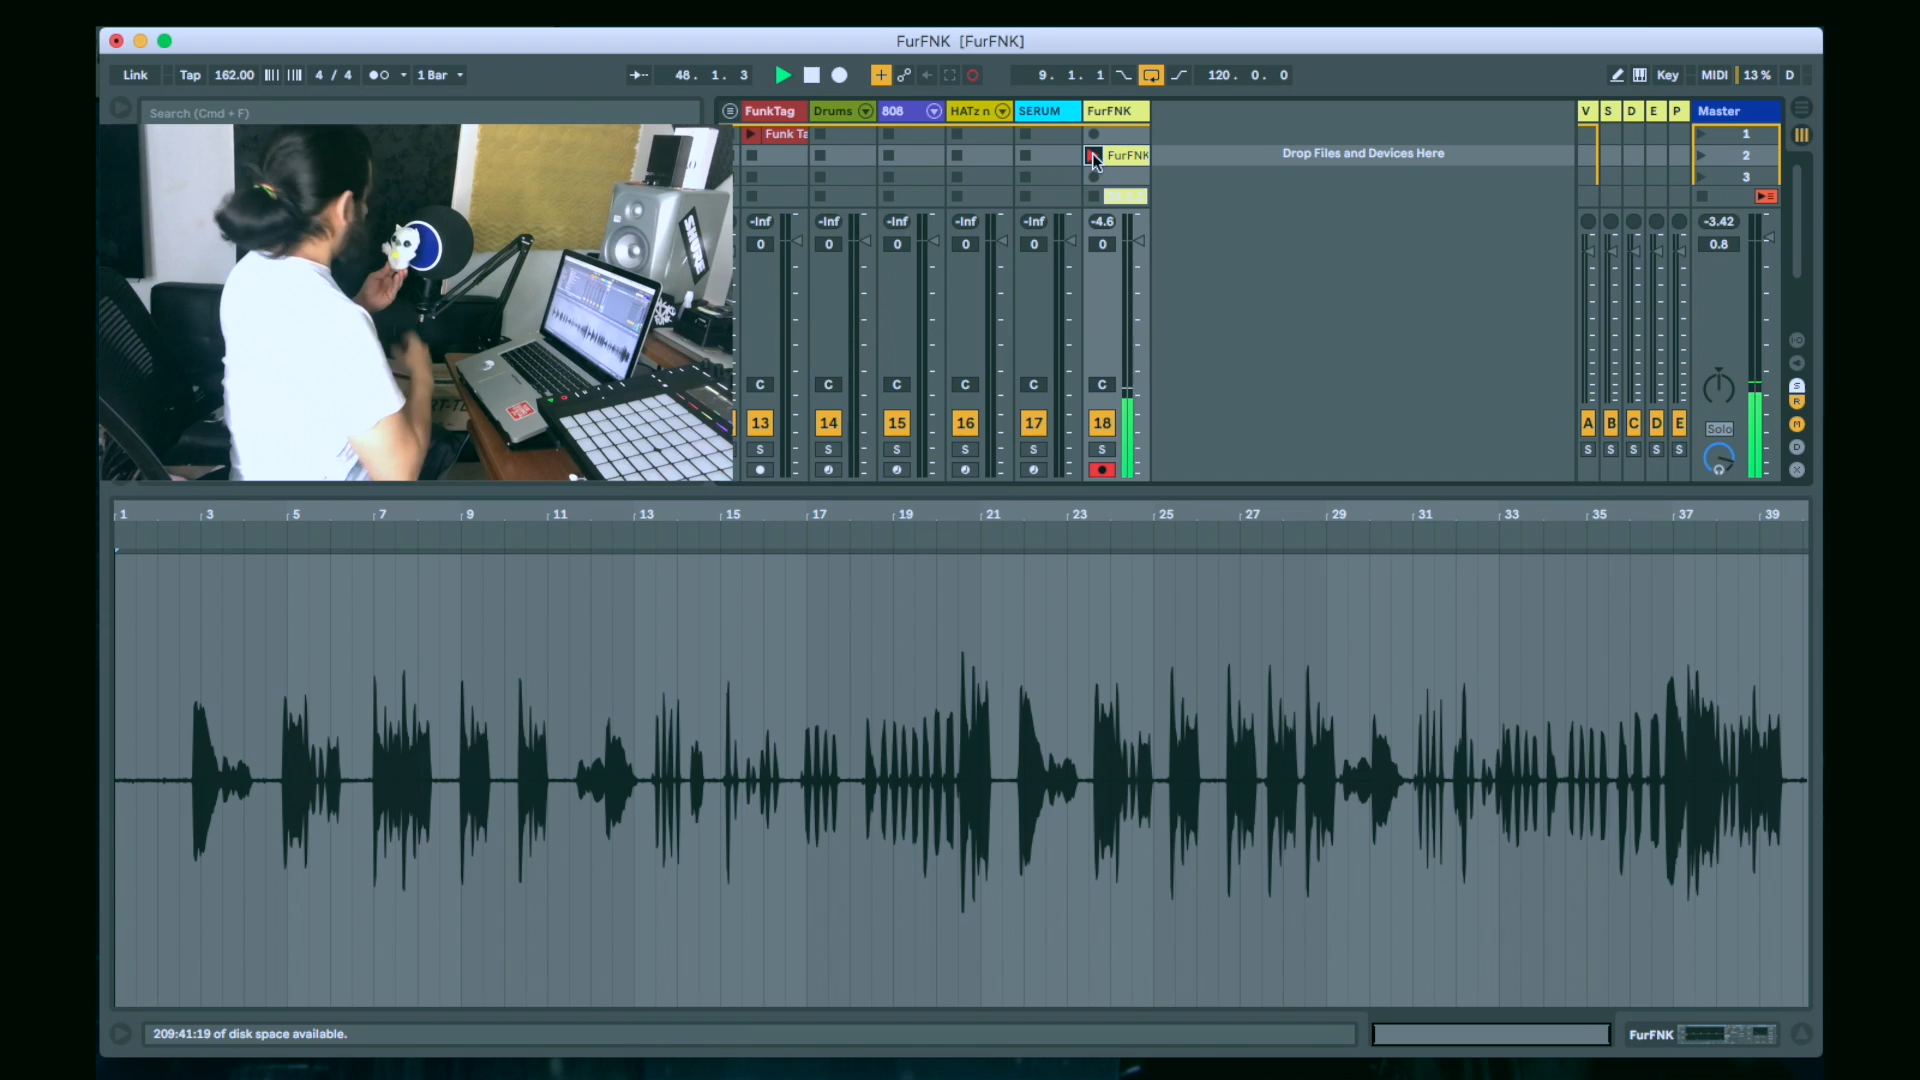 FurFNK [FurFNK]
Link Tap 162.00 4 / 4 1 Bar 48. 1. 3 9. 1. 1 120. 0. 0 Key MIDI 13 % D
Search (Cmd + F)
FunkTag Drums 808 HATz n SERUM FurFNK V S D E P Master
Funk Ta 1
FurFNK Drop Files and Devices Here 2
3
-Inf -Inf -Inf -Inf -Inf -4.6 -3.42
0 0 0 0 0 0 0.8
SHURE
C C C C C C
13 14 15 16 17 18 A B C D E
Solo
S S S S S S S S S S S
1 3 5 7 9 11 13 15 17 19 21 23 25 27 29 31 33 35 37 39
209:41:19 of disk space available.
FurFNK